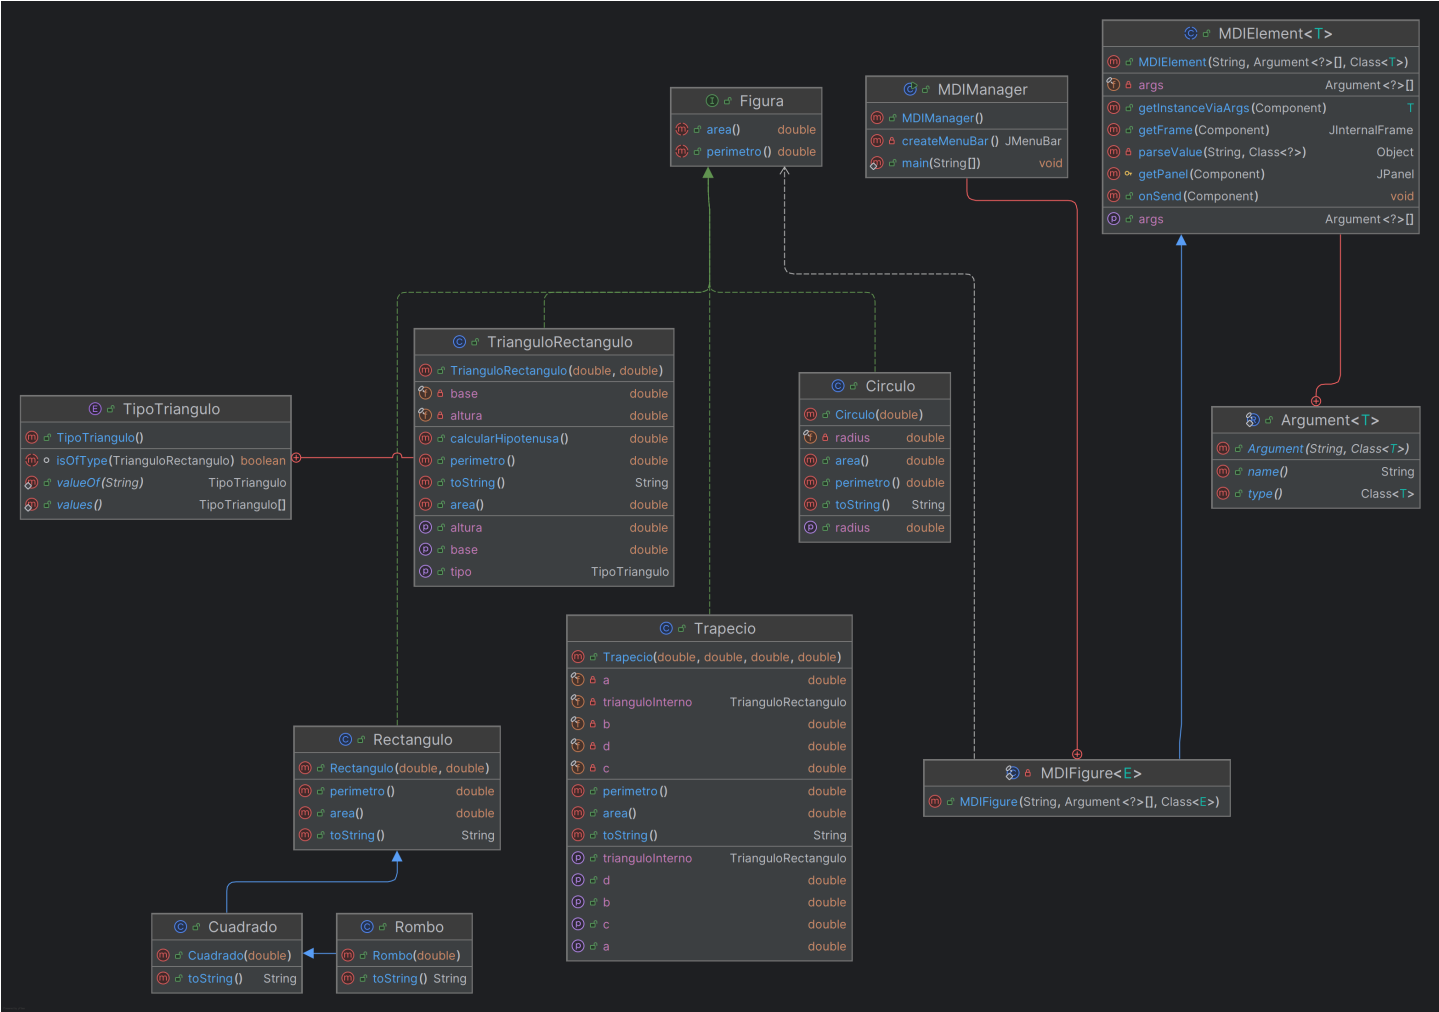 Figura
area() double
perimetro() double
MDIManager
MDIManager()
createMenuBar() JMenuBar
main(String[]) void
MDIElement<T>
MDIElement(String, Argument<?>[], Class<T>)
args Argument<?>[]
getInstanceViaArgs(Component) T
getFrame(Component) JInternalFrame
parseValue(String, Class<?>) Object
getPanel(Component) JPanel
onSend(Component) void
args Argument<?>[]
TipoTriangulo
TipoTriangulo()
isOfType(TrianguloRectangulo) boolean
valueOf(String) TipoTriangulo
values() TipoTriangulo[]
TrianguloRectangulo
TrianguloRectangulo(double, double)
base double
altura double
calcularHipotenusa() double
perimetro() double
toString() String
area() double
altura double
base double
tipo TipoTriangulo
Circulo
Circulo(double)
radius double
area() double
perimetro() double
toString() String
radius double
Argument<T>
Argument(String, Class<T>)
name() String
type() Class<T>
Trapecio
Trapecio(double, double, double, double)
a double
trianguloInterno TrianguloRectangulo
b double
d double
c double
perimetro() double
area() double
toString() String
trianguloInterno TrianguloRectangulo
d double
b double
c double
a double
Rectangulo
Rectangulo(double, double)
perimetro() double
area() double
toString() String
MDIFigure<E>
MDIFigure(String, Argument<?>[], Class<E>)
Cuadrado
Cuadrado(double)
toString() String
Rombo
Rombo(double)
toString() String